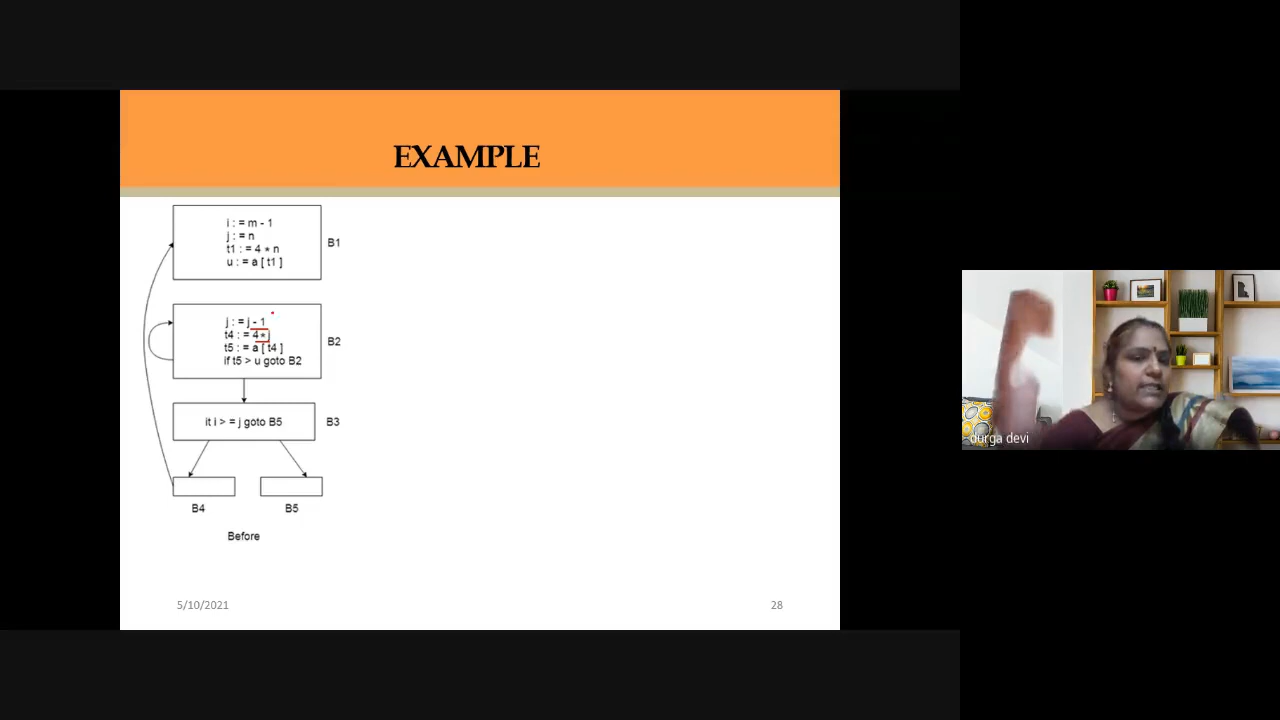 EXAMPLE
i : = m - 1
j : = n
t1 : = 4 * n
u : = a [ t1 ]
B1
j : = j - 1
t4 : = 4 * j
t5 : = a [ t4 ]
if t5 > u goto B2
B2
it i > = j goto B5
B3
B4
B5
Before
5/10/2021
28
durga devi